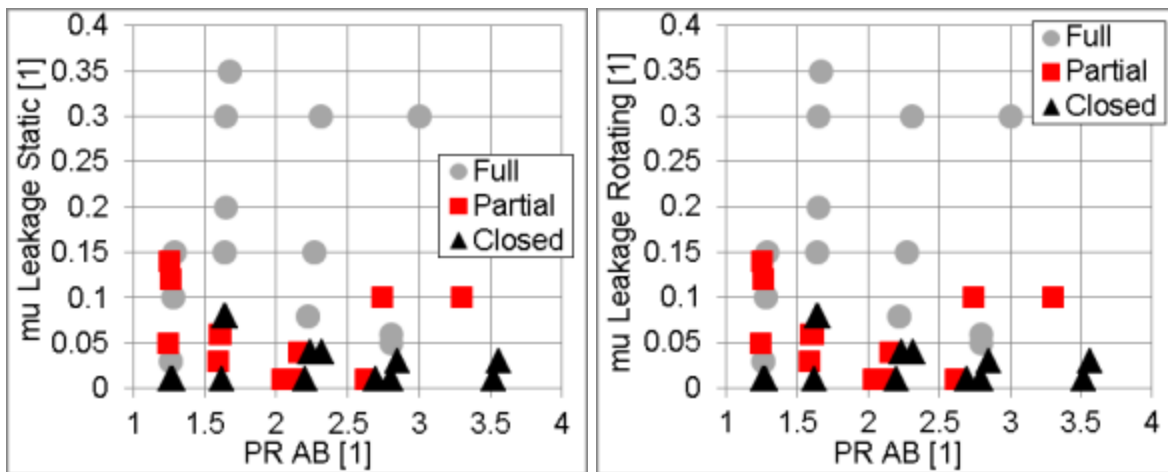 mu Leakage Static [1]
0.4
0.35
0.3
0.25
0.2
0.15
0.1
0.05
0
Full
Partial
Closed
1 1.5 2 2.5 3 3.5 4
PR AB [1]
mu Leakage Rotating [1]
0.4
0.35
0.3
0.25
0.2
0.15
0.1
0.05
0
Full
Partial
Closed
1 1.5 2 2.5 3 3.5 4
PR AB [1]